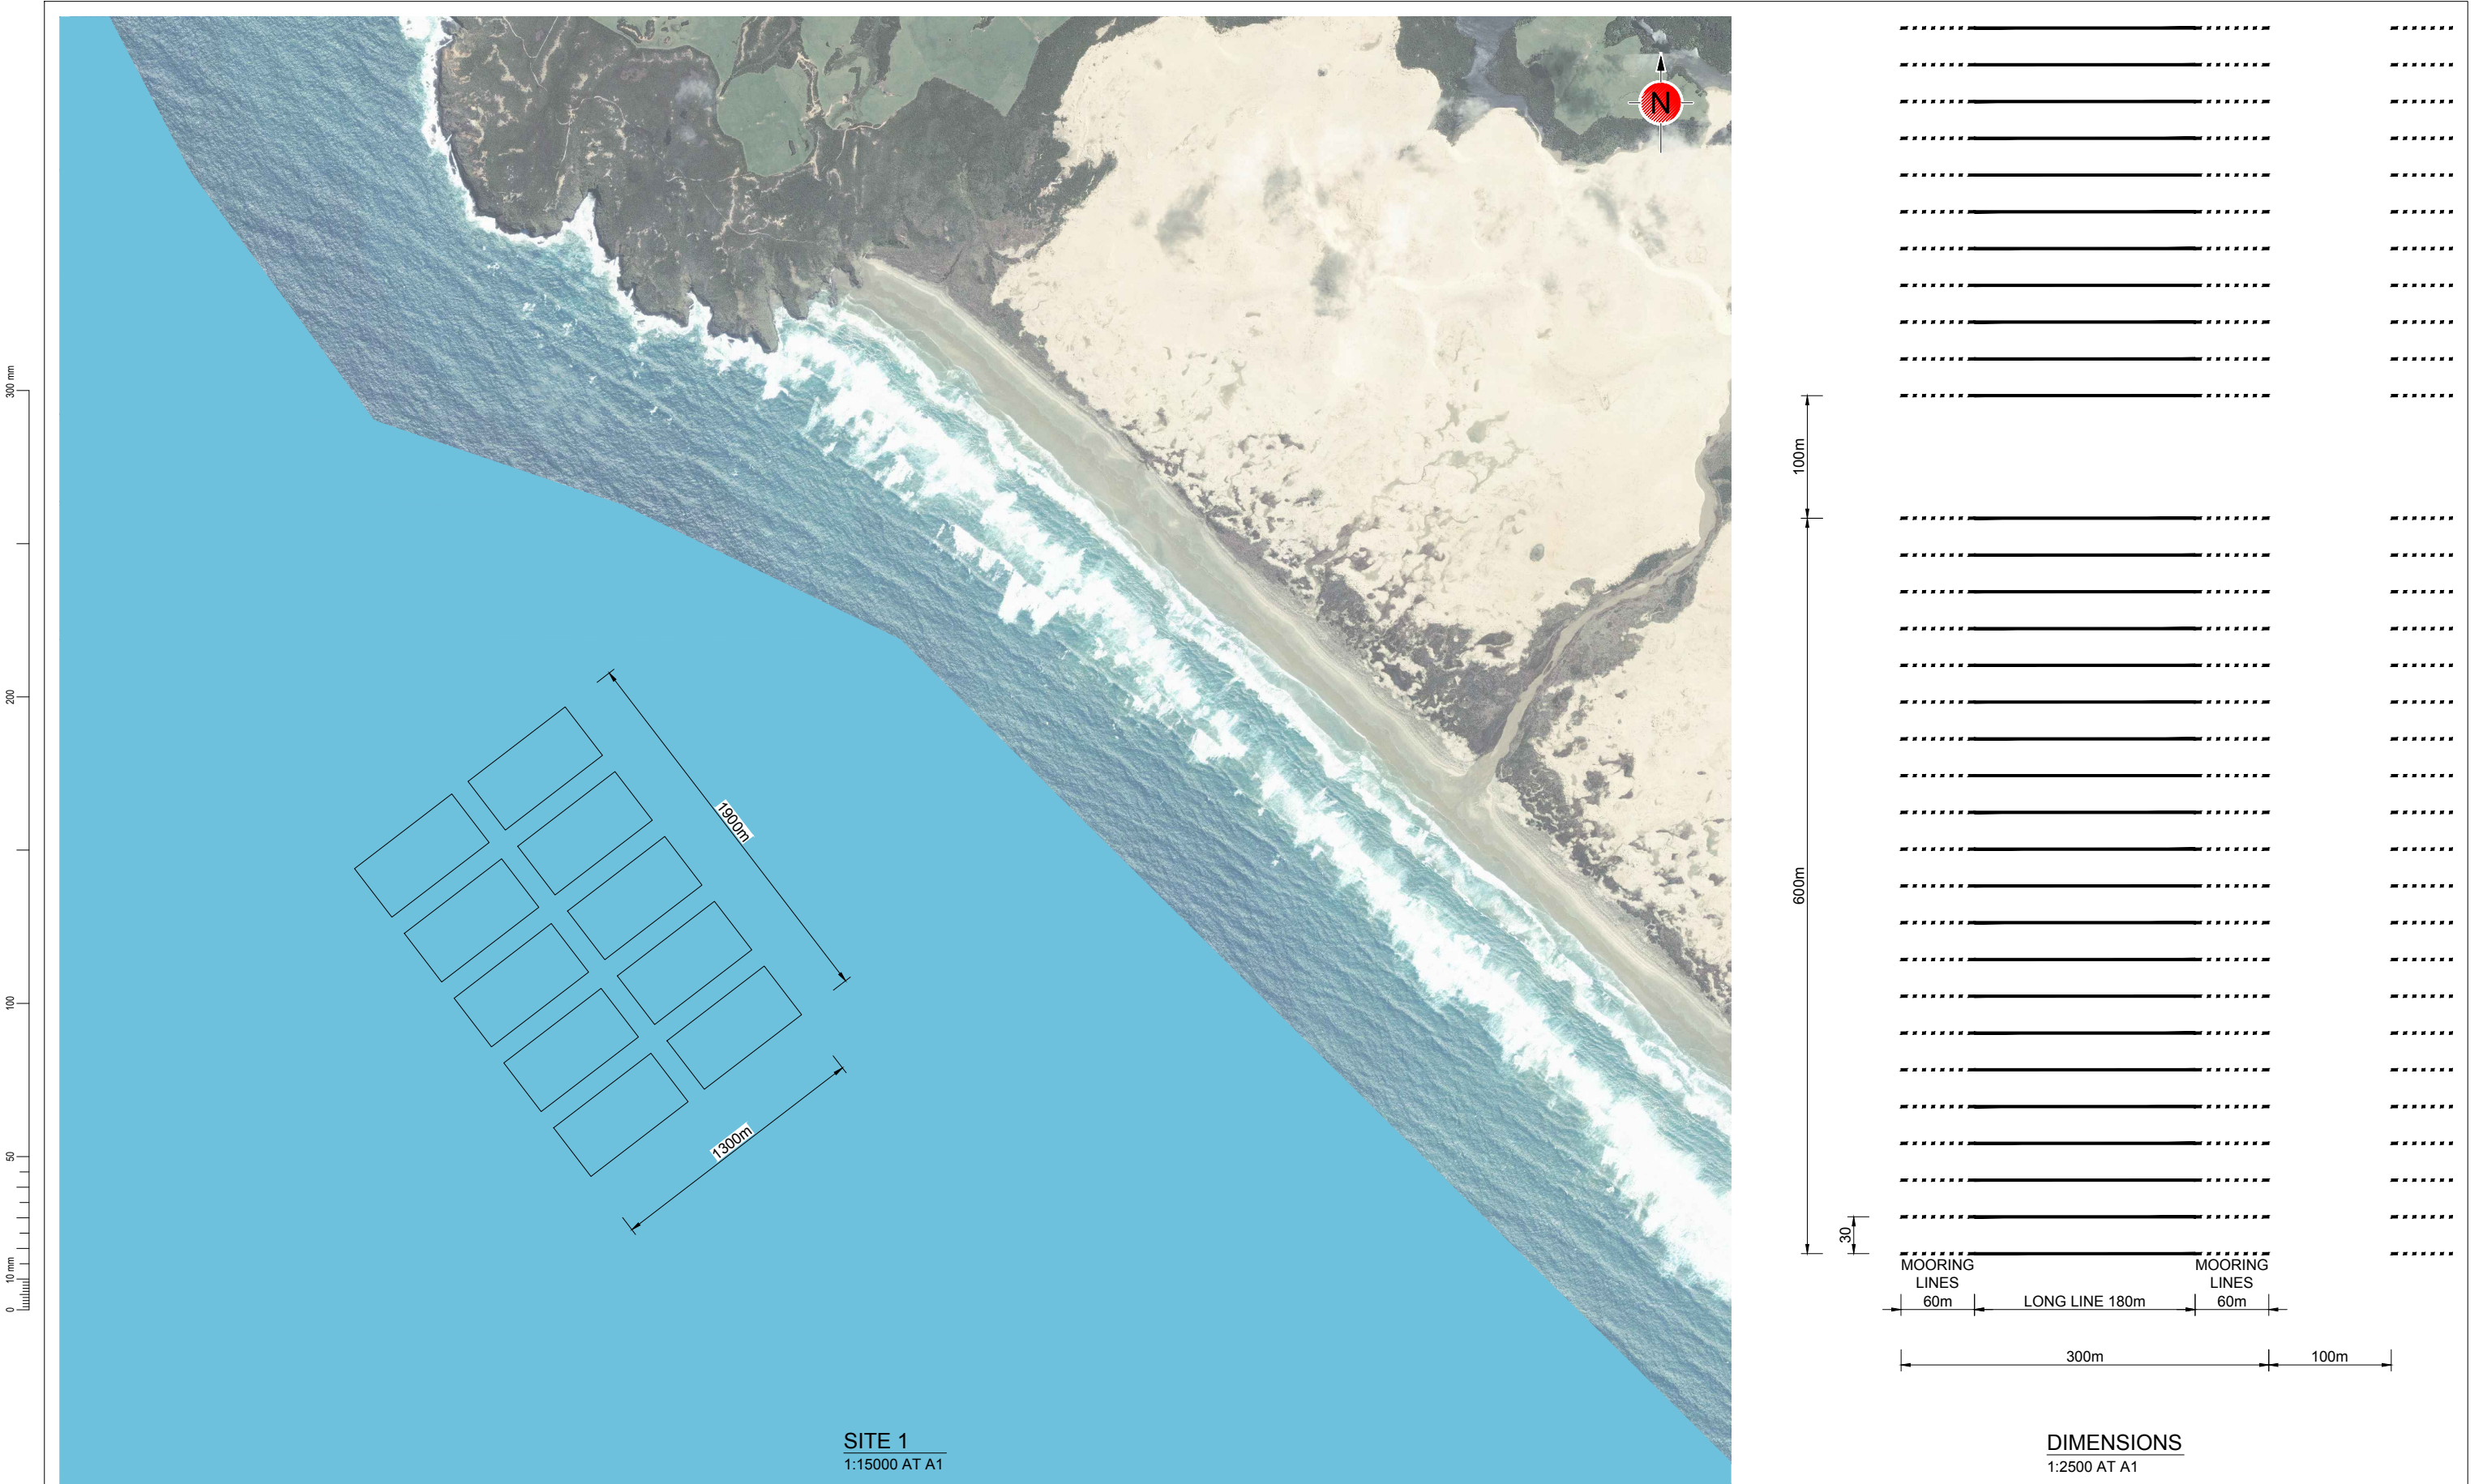 300 mm
200
100
50
10 mm
0
N
1900m
1300m
SITE 1
1:15000 AT A1
100m
600m
30
MOORING
LINES
MOORING
LINES
60m
LONG LINE 180m
60m
300m
100m
DIMENSIONS
1:2500 AT A1